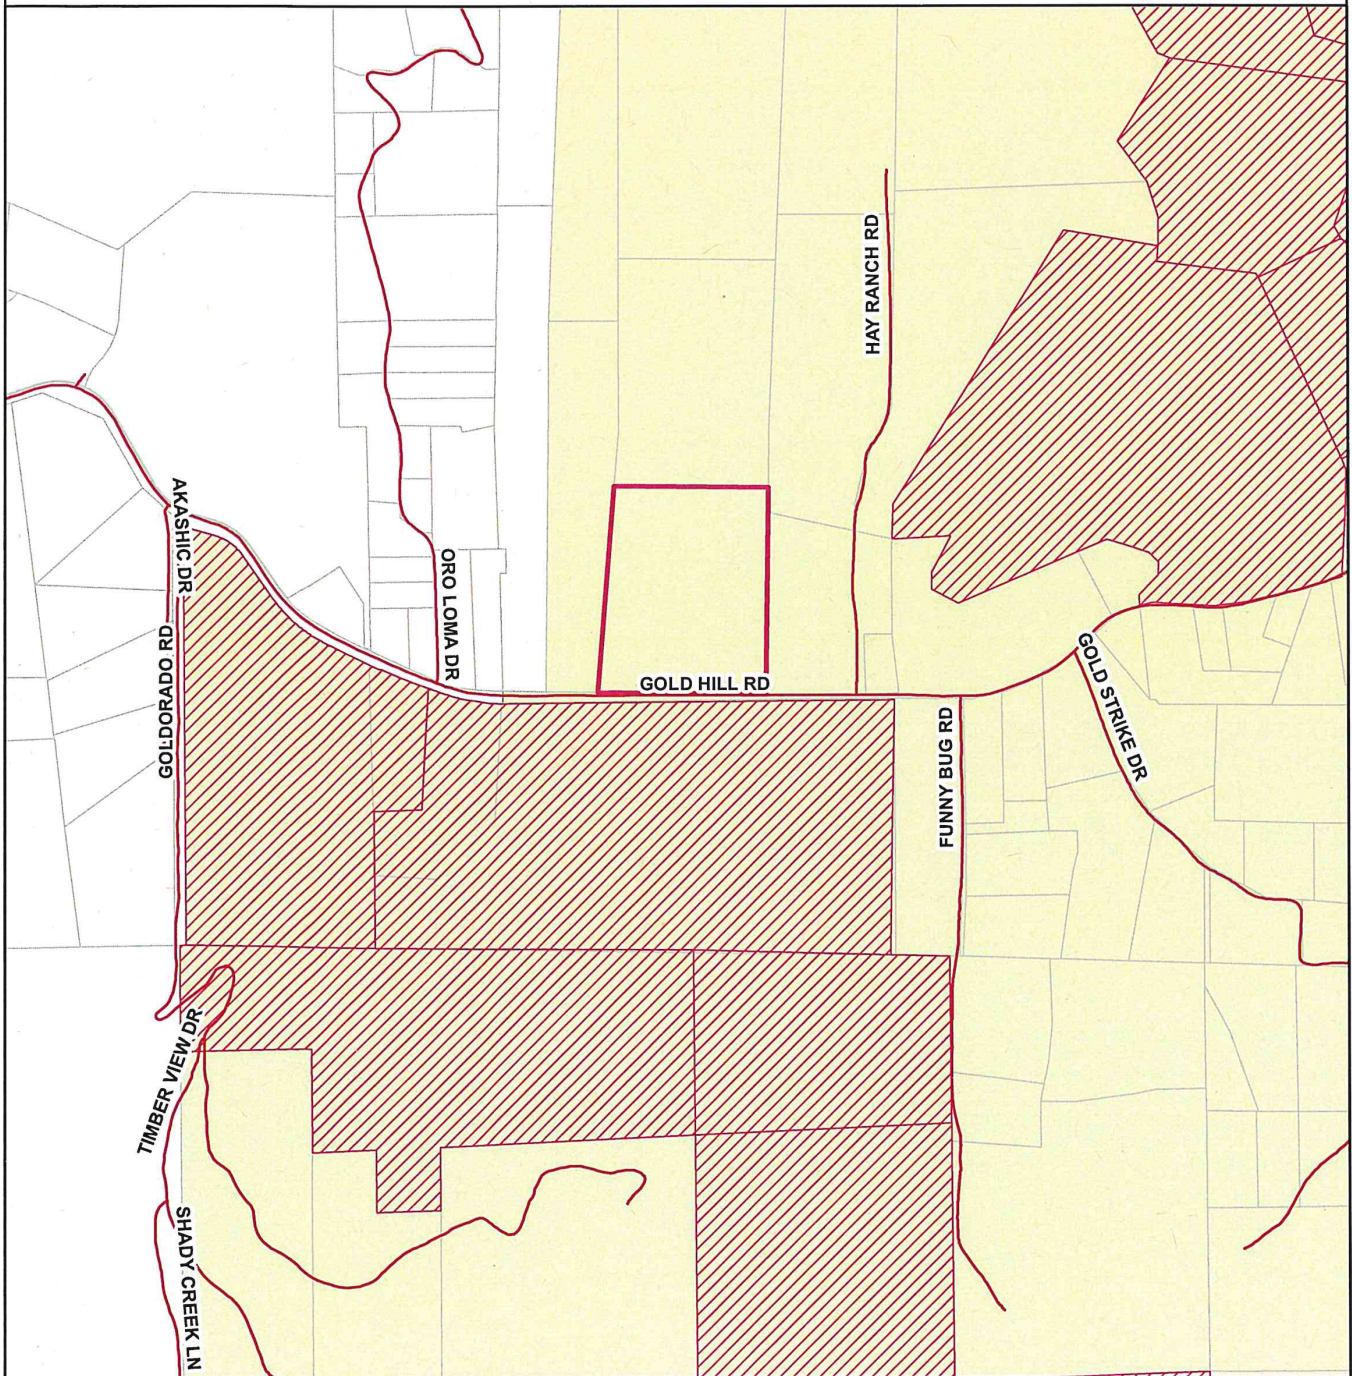 HAY RANCH RD
AKASHIC DR
ORO LOMA DR
GOLDORADO RD
GOLD HILL RD
GOLD STRIKE DR
FUNNY BUG RD
TIMBER VIEW DR
SHADY CREEK LN